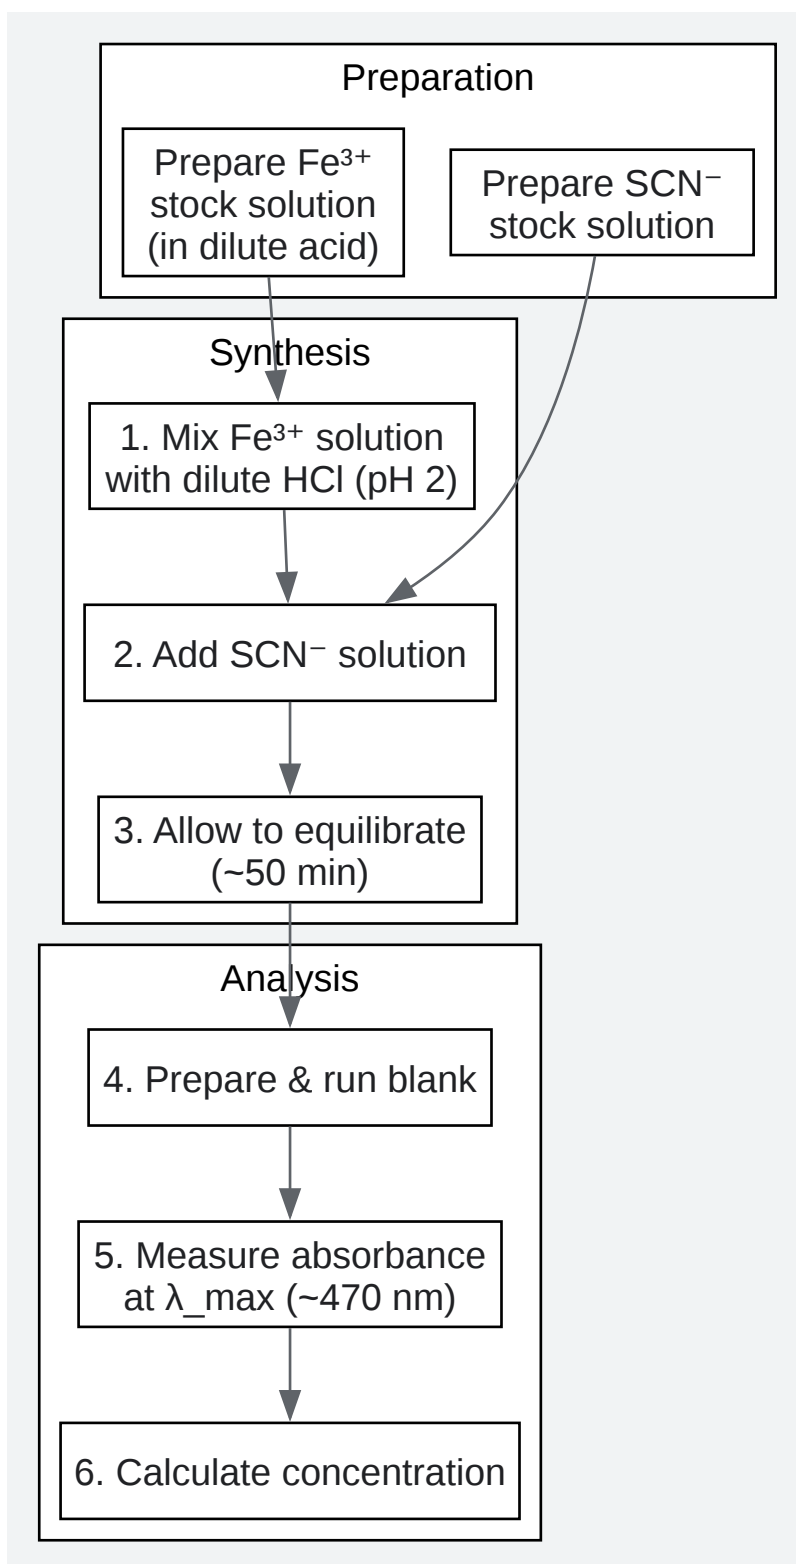 Preparation
Prepare Fe³⁺
stock solution
(in dilute acid)
Prepare SCN⁻
stock solution
Synthesis
1. Mix Fe³⁺ solution
with dilute HCl (pH 2)
2. Add SCN⁻ solution
3. Allow to equilibrate
(~50 min)
Analysis
4. Prepare & run blank
5. Measure absorbance
at λ_max (~470 nm)
6. Calculate concentration